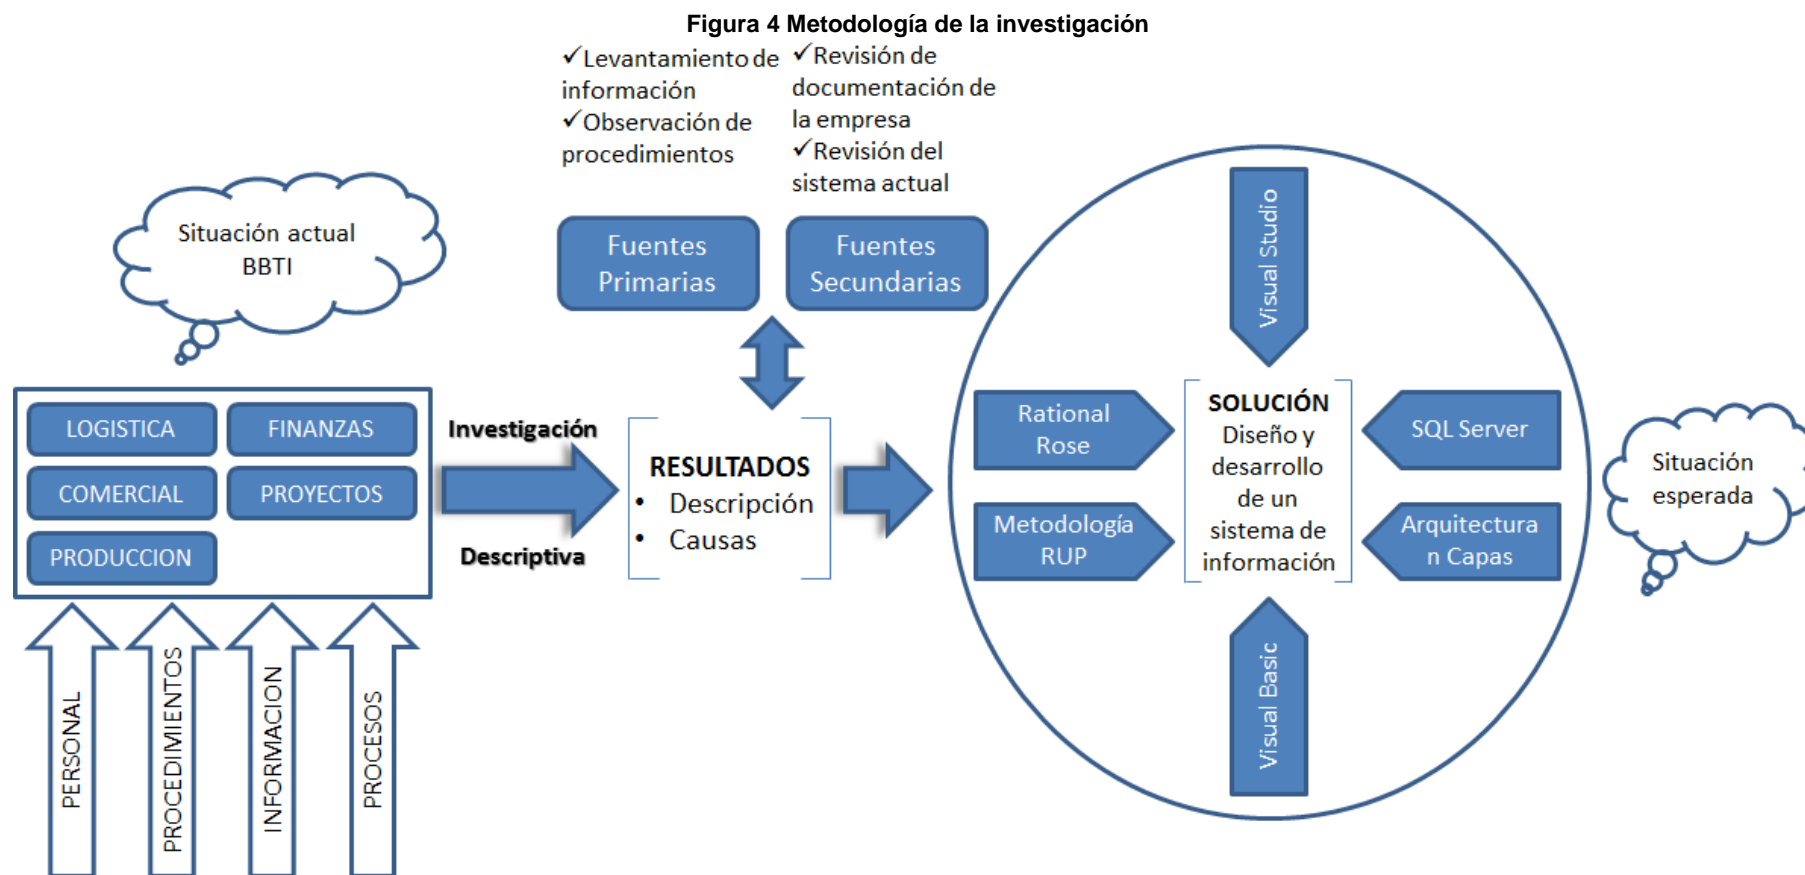 Figura 4 Metodología de la investigación
✓Levantamiento de
información
✓Observación de
procedimientos
✓Revisión de
documentación de
la empresa
✓Revisión del
sistema actual
Situación actual
BBTI
Fuentes
Primarias
Fuentes
Secundarias
LOGISTICA
FINANZAS
COMERCIAL
PROYECTOS
PRODUCCION
PERSONAL
PROCEDIMIENTOS
INFORMACION
PROCESOS
Investigación
Descriptiva
RESULTADOS
• Descripción
• Causas
Visual Studio
Rational
Rose
Metodología
RUP
SOLUCIÓN
Diseño y
desarrollo
de un
sistema de
información
SQL Server
Arquitectura
n Capas
Visual Basic
Situación
esperada